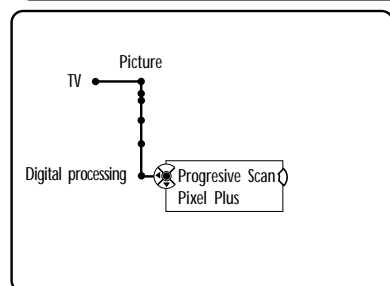 Picture
TV
Digital processing
Progresive Scan
Pixel Plus